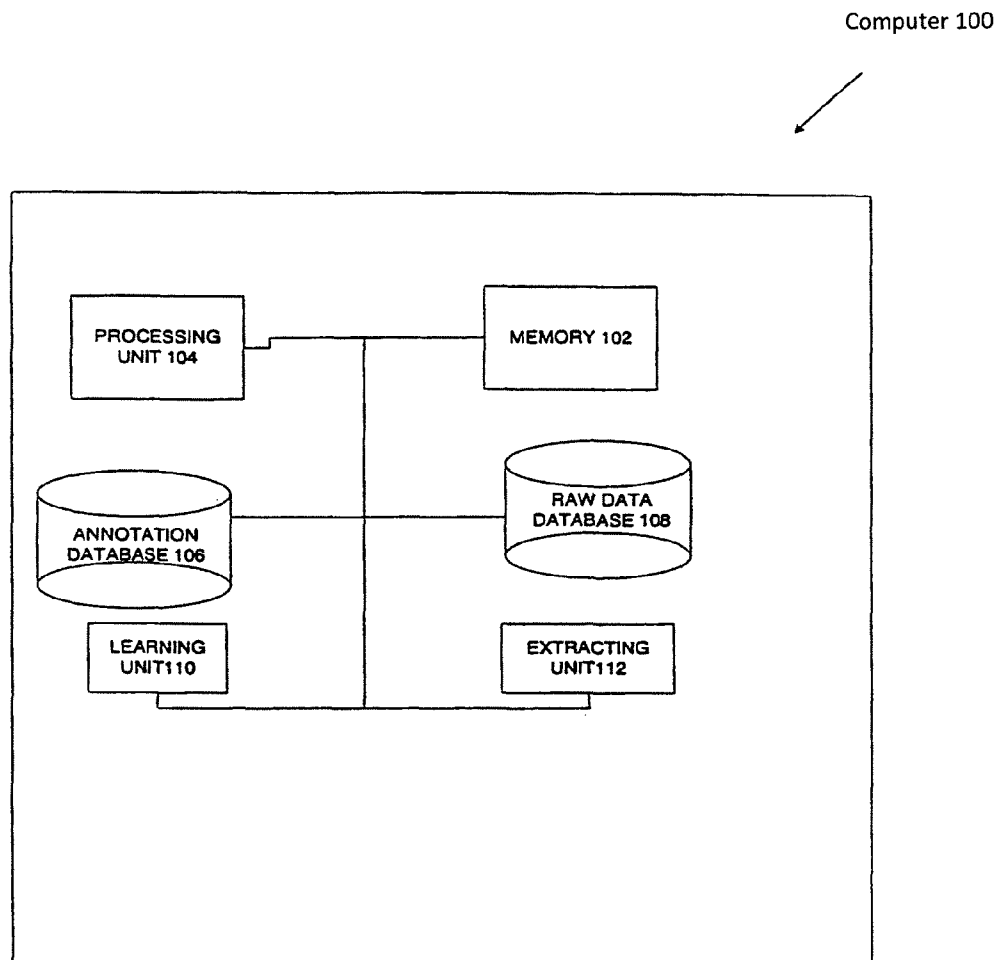 Computer 100
PROCESSING
UNIT 104
MEMORY 102
ANNOTATION
DATABASE 106
RAW DATA
DATABASE 108
LEARNING
UNIT110
EXTRACTING
UNIT112